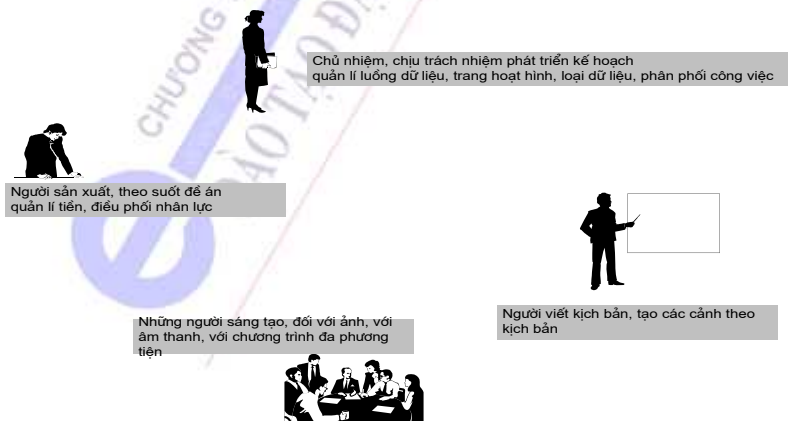 CHƯƠNG
ĐÀO TẠO
Chủ nhiệm, chịu trách nhiệm phát triển kế hoạch
quản lí luồng dữ liệu, trang hoạt hình, loại dữ liệu, phân phối công việc
Người sản xuất, theo suốt đề án
quản lí tiền, điều phối nhân lực
Người viết kịch bản, tạo các cảnh theo
kịch bản
Những người sáng tạo, đối với ảnh, với
âm thanh, với chương trình đa phương
tiện